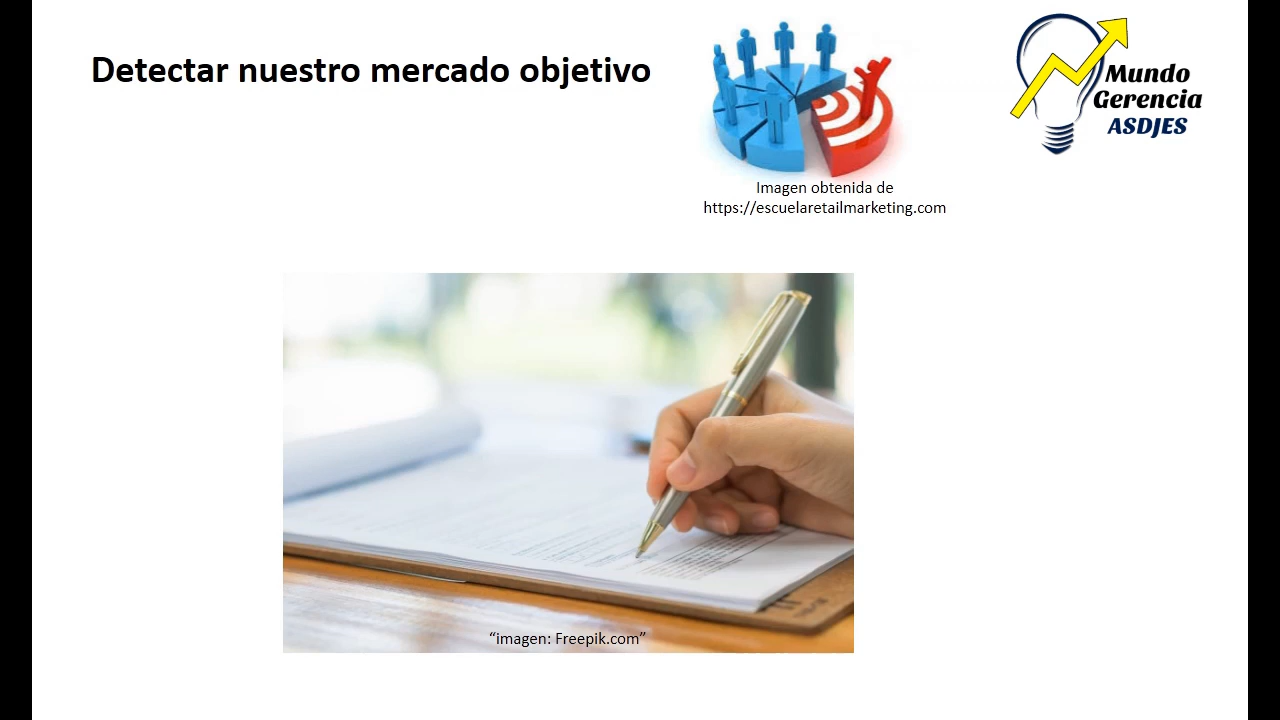 Detectar nuestro mercado objetivo
Mundo
Gerencia
ASDJES
Imagen obtenida de
https://escuelaretailmarketing.com
“imagen: Freepik.com”